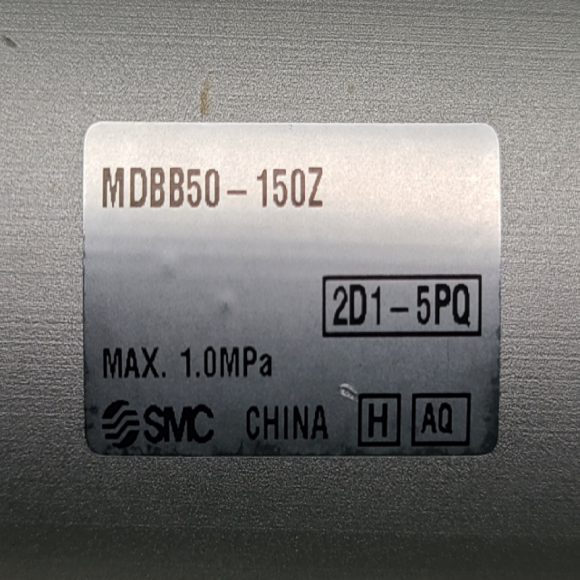 MDBB50-150Z
2D1-5PQ
MAX. 1.0MPa
SMC CHINA H AQ